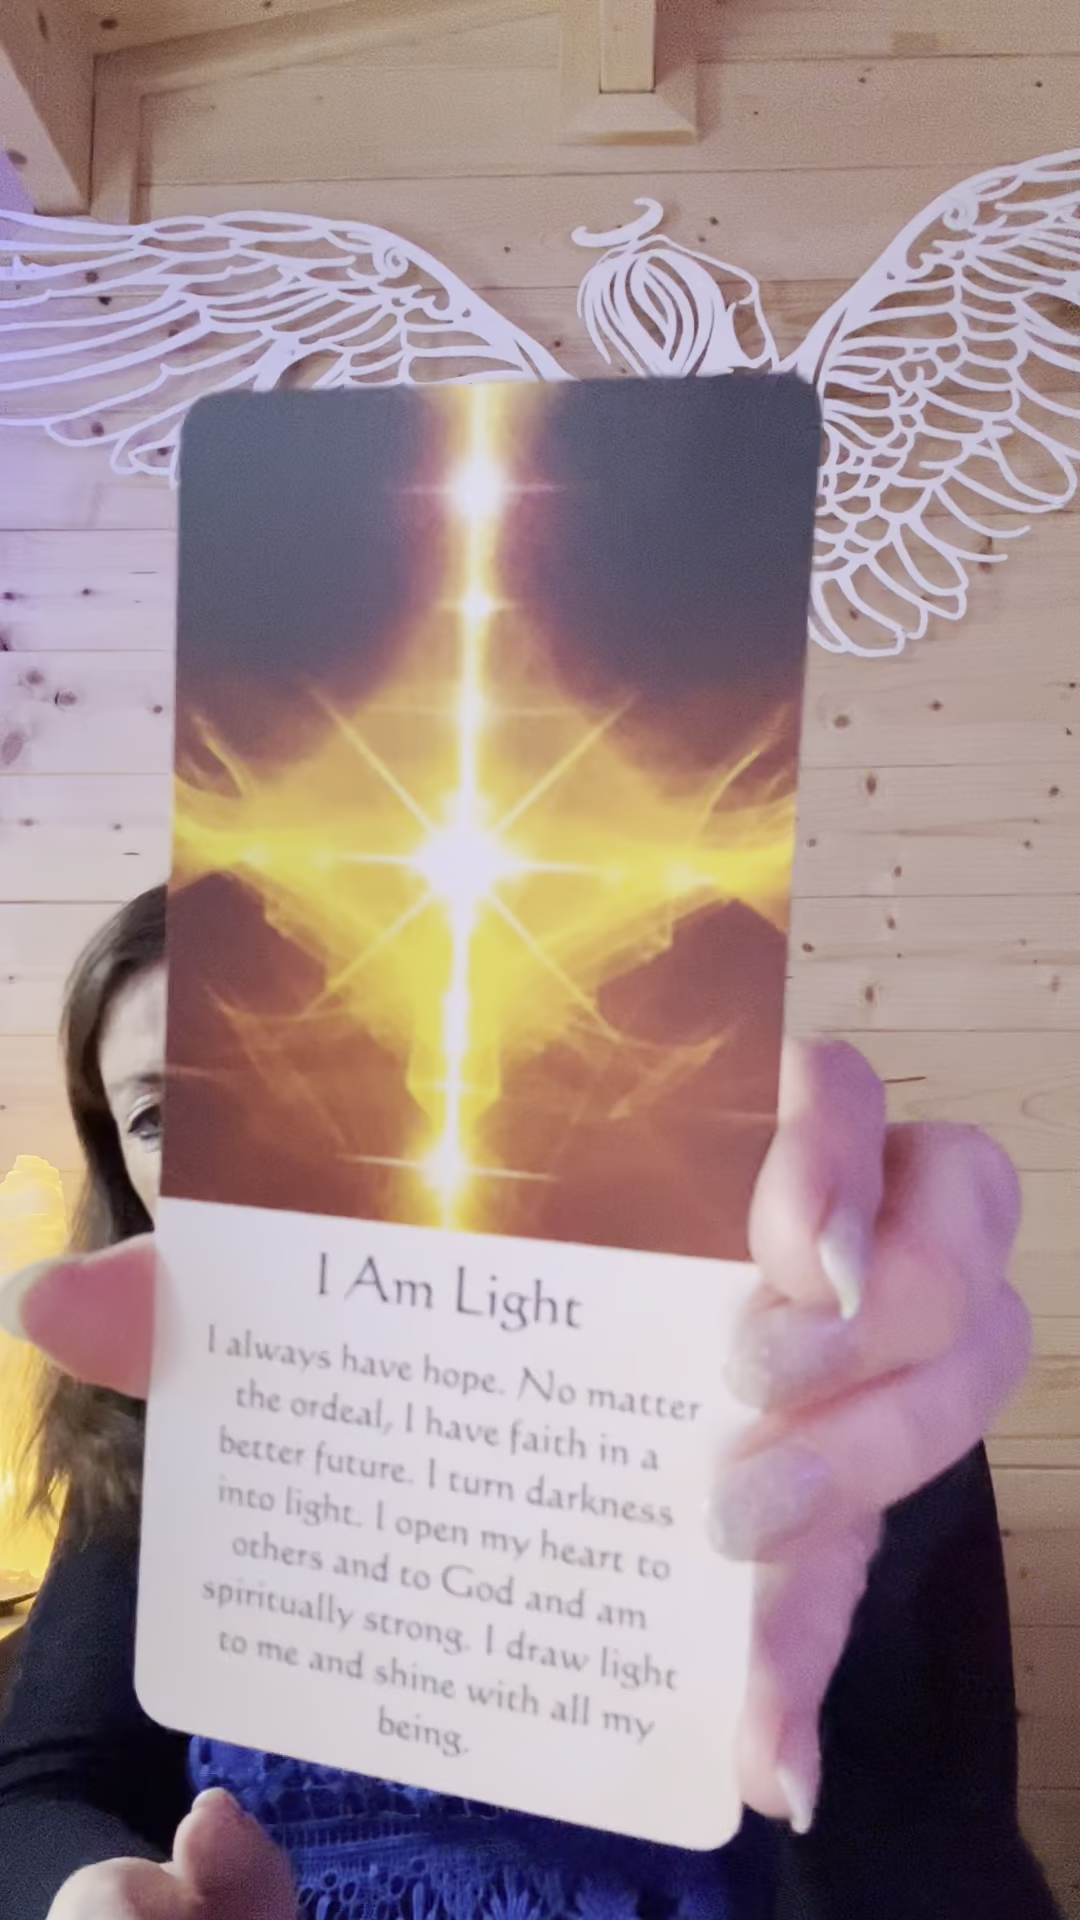 I Am Light
I always have hope. No matter
the ordeal, I have faith in a
better future. I turn darkness
into light. I open my heart to
others and to God and am
spiritually strong. I draw light
to me and shine with all my
being.